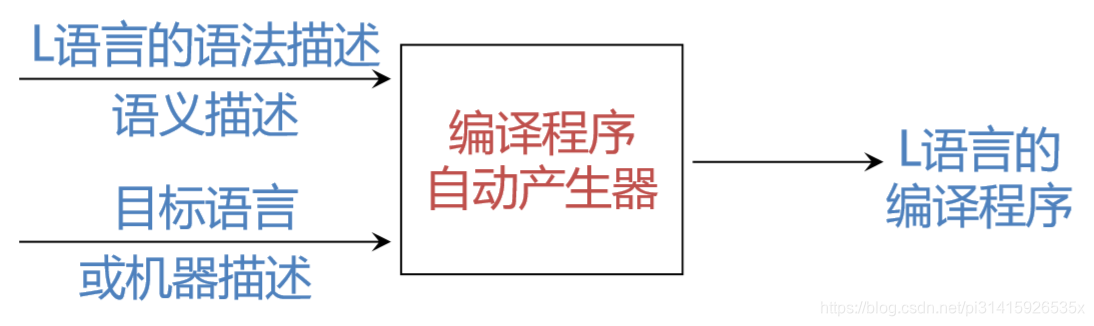 L语言的语法描述
语义描述
目标语言
或机器描述
编译程序
自动产生器
L语言的
编译程序
https://blog.csdn.net/pi31415926535x